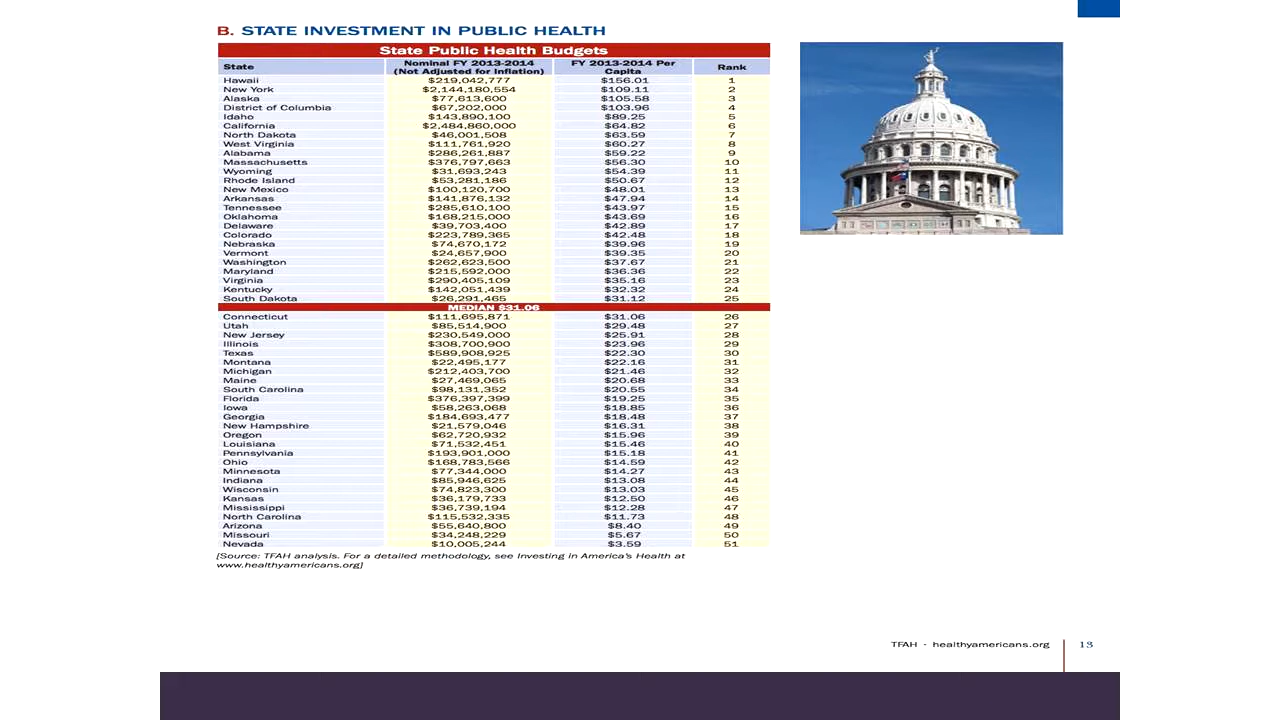 B. STATE INVESTMENT IN PUBLIC HEALTH
State Public Health Budgets
State Nominal FY 2013-2014 (Not Adjusted for Inflation) FY 2013-2014 Per Capita Rank
Hawaii $219,042,777 $156.01 1
New York $2,144,180,554 $109.11 2
Alaska $77,613,600 $105.58 3
District of Columbia $67,202,000 $103.96 4
Idaho $143,890,100 $89.25 5
California $2,484,860,000 $64.82 6
North Dakota $46,001,508 $63.59 7
West Virginia $111,761,920 $60.27 8
Alabama $286,261,887 $59.22 9
Massachusetts $376,797,663 $56.30 10
Wyoming $31,693,243 $54.39 11
Rhode Island $53,281,186 $50.67 12
New Mexico $100,120,700 $48.01 13
Arkansas $141,876,132 $47.94 14
Tennessee $285,610,100 $43.97 15
Oklahoma $168,215,000 $43.69 16
Delaware $39,703,400 $42.89 17
Colorado $223,789,365 $42.48 18
Nebraska $74,670,172 $39.96 19
Vermont $24,657,900 $39.35 20
Washington $262,623,500 $37.67 21
Maryland $215,592,000 $36.36 22
Virginia $290,405,109 $35.16 23
Kentucky $142,051,439 $32.32 24
South Dakota $26,291,465 $31.12 25
MEDIAN $31.06
Connecticut $111,695,871 $31.06 26
Utah $85,514,900 $29.48 27
New Jersey $230,549,000 $25.91 28
Illinois $308,700,900 $23.96 29
Texas $589,908,925 $22.30 30
Montana $22,495,177 $22.16 31
Michigan $212,403,700 $21.46 32
Maine $27,469,065 $20.68 33
South Carolina $98,131,352 $20.55 34
Florida $376,397,399 $19.25 35
Iowa $58,263,068 $18.85 36
Georgia $184,693,477 $18.48 37
New Hampshire $21,579,046 $16.31 38
Oregon $62,720,932 $15.96 39
Louisiana $71,532,451 $15.46 40
Pennsylvania $193,901,000 $15.18 41
Ohio $168,783,566 $14.59 42
Minnesota $77,344,000 $14.27 43
Indiana $85,946,625 $13.08 44
Wisconsin $74,823,300 $13.03 45
Kansas $36,179,733 $12.50 46
Mississippi $36,739,194 $12.28 47
North Carolina $115,532,335 $11.73 48
Arizona $55,640,800 $8.40 49
Missouri $34,248,229 $5.67 50
Nevada $10,005,244 $3.59 51
[Source: TFAH analysis. For a detailed methodology, see Investing in America's Health at
www.healthyamericans.org]
TFAH - healthyamericans.org 13